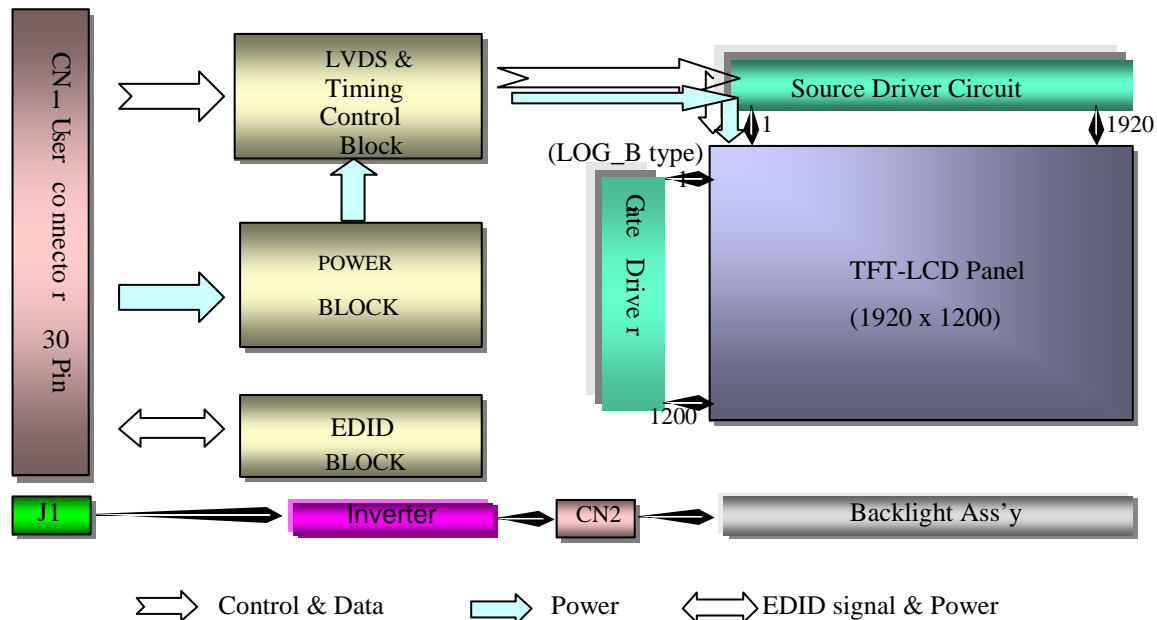 CN-1 User connector 30 Pin
LVDS &
Timing
Control
Block
Source Driver Circuit
1
1920
(LOG_B type)
1
Gate Driver
1200
POWER
BLOCK
TFT-LCD Panel
(1920 x 1200)
EDID
BLOCK
J1
Inverter
CN2
Backlight Ass'y
Control & Data
Power
EDID signal & Power